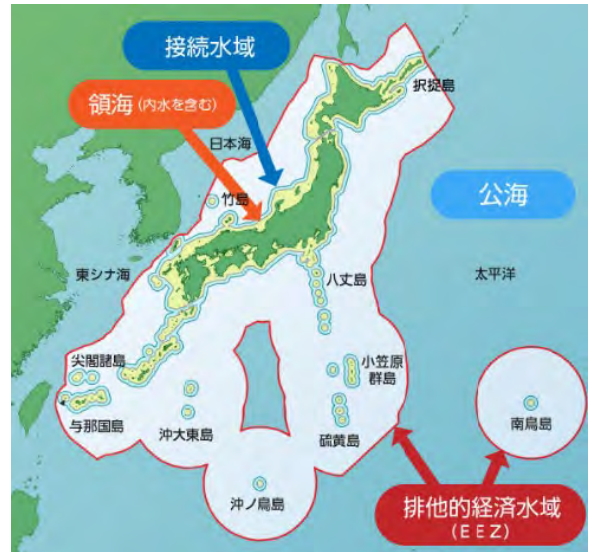 接続水域
領海(内水を含む)
択捉島
日本海
竹島
公海
東シナ海
八丈島
太平洋
尖閣諸島
小笠原
群島
与那国島
沖大東島
硫黄島
南鳥島
沖ノ鳥島
排他的経済水域
(EEZ)